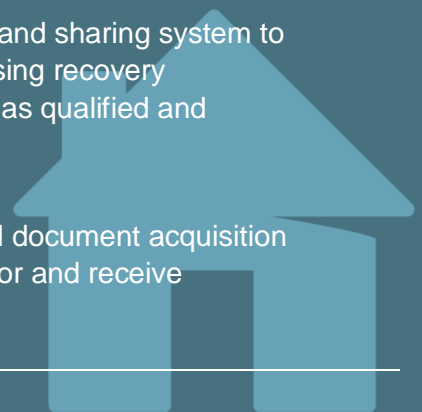 and sharing system to
sing recovery
as qualified and
document acquisition
or and receive